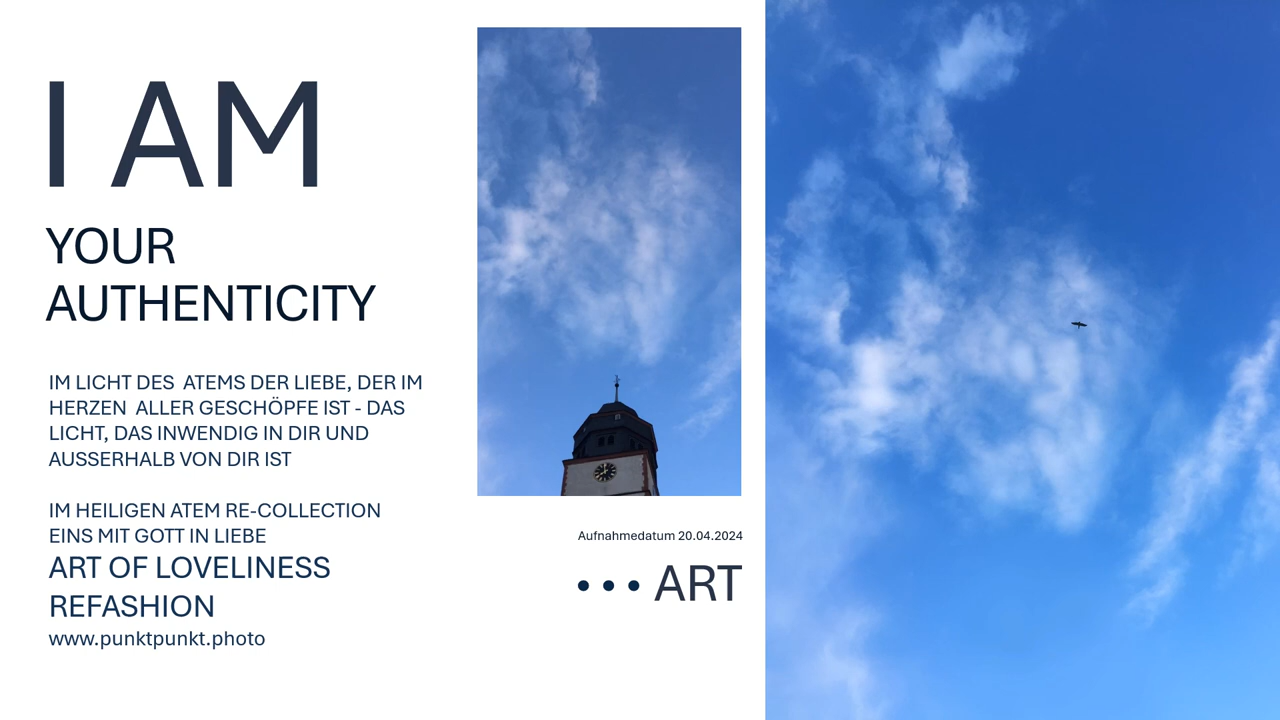 I AM
YOUR
AUTHENTICITY
IM LICHT DES  ATEMS DER LIEBE, DER IM
HERZEN  ALLER GESCHÖPFE IST - DAS
LICHT, DAS INWENDIG IN DIR UND
AUSSERHALB VON DIR IST
IM HEILIGEN ATEM RE-COLLECTION
EINS MIT GOTT IN LIEBE
ART OF LOVELINESS
REFASHION
www.punktpunkt.photo
Aufnahmedatum 20.04.2024
• • • ART